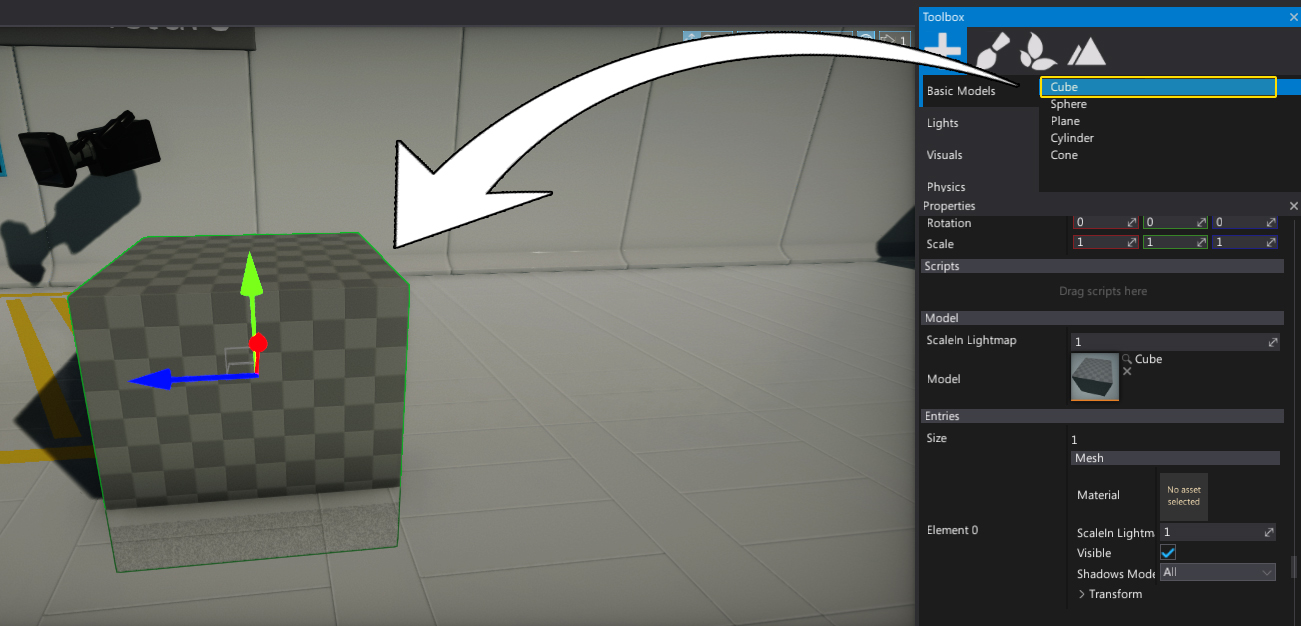 Toolbox
1
Basic Models
Cube
Sphere
Lights
Plane
Cylinder
Visuals
Cone
Physics
Properties
Rotation 0 0 0
Scale 1 1 1
Scripts
Drag scripts here
Model
ScaleIn Lightmap 1
Model Cube
Entries
Size 1
Mesh
Material No asset
selected
Element 0
ScaleIn Lightm 1
Visible
Shadows Mode All
Transform